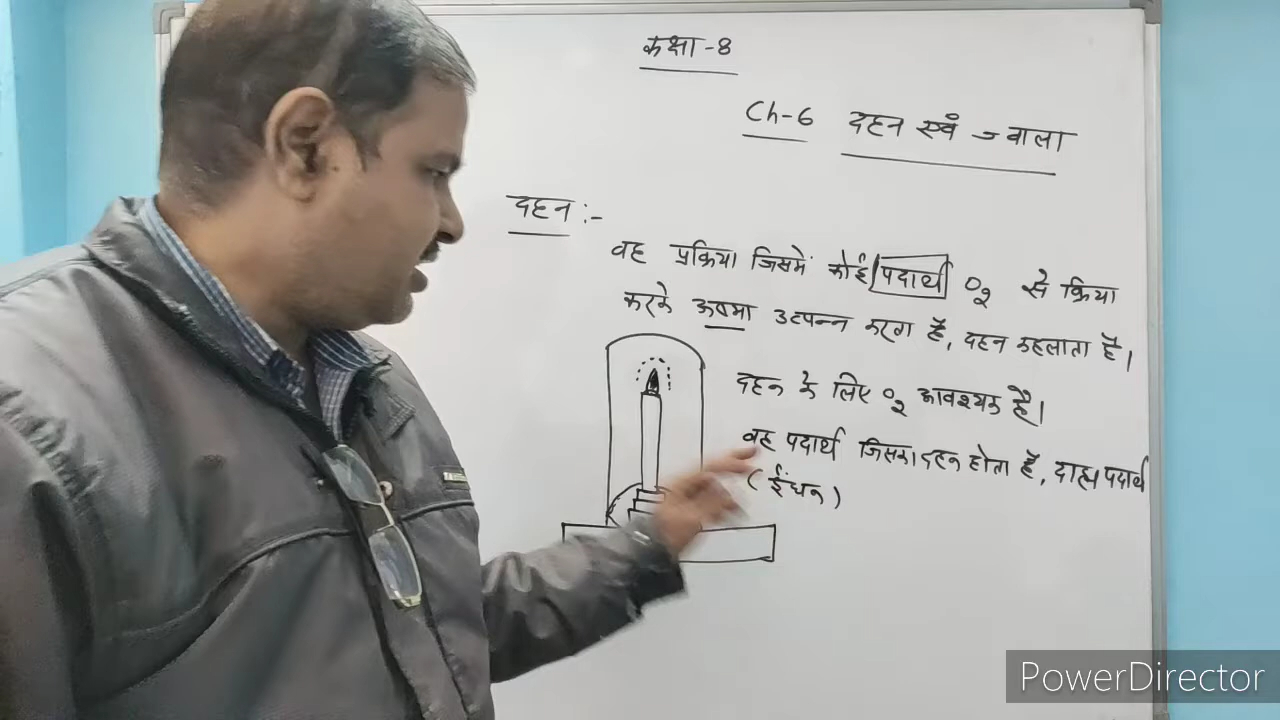 कक्षा -8
Ch-6 दहन एवं ज्वाला
दहन :-
वह प्रक्रिया जिसमें कोई पदार्थ O₂ से क्रिया
करके ऊष्मा उत्पन्न करता है, दहन कहलाता है।
दहन के लिए O₂ आवश्यक है।
वह पदार्थ जिसका दहन होता है, दाह्य पदार्थ
(ईंधन)
PowerDirector